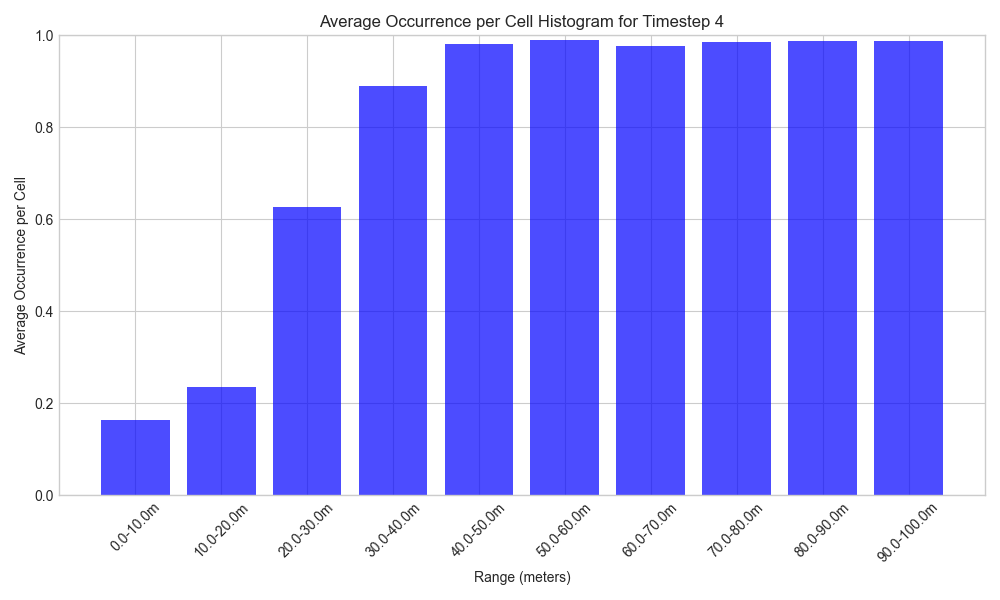 Average Occurrence per Cell Histogram for Timestep 4
Average Occurrence per Cell
1.0
0.8
0.6
0.4
0.2
0.0
0.0-10.0m
10.0-20.0m
20.0-30.0m
30.0-40.0m
40.0-50.0m
50.0-60.0m
60.0-70.0m
70.0-80.0m
80.0-90.0m
90.0-100.0m
Range (meters)